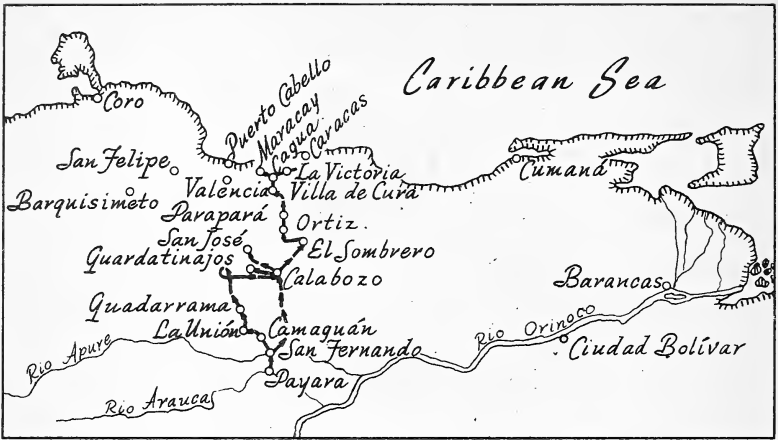 Caribbean Sea
Coro
Puerto Cabello
Maracay
Cagua
Caracas
San Felipe
La Victoria
Cumaná
Valencia
Villa de Cura
Barquisimeto
Parapará
Ortiz.
San José
El Sombrero
Guardatinajos
Calabozo
Barancas
Guadarrama
La Unión
Camaguán
Rio Orinoco
San Fernando
Ciudad Bolívar
Rio Apure
Payara
Rio Arauca